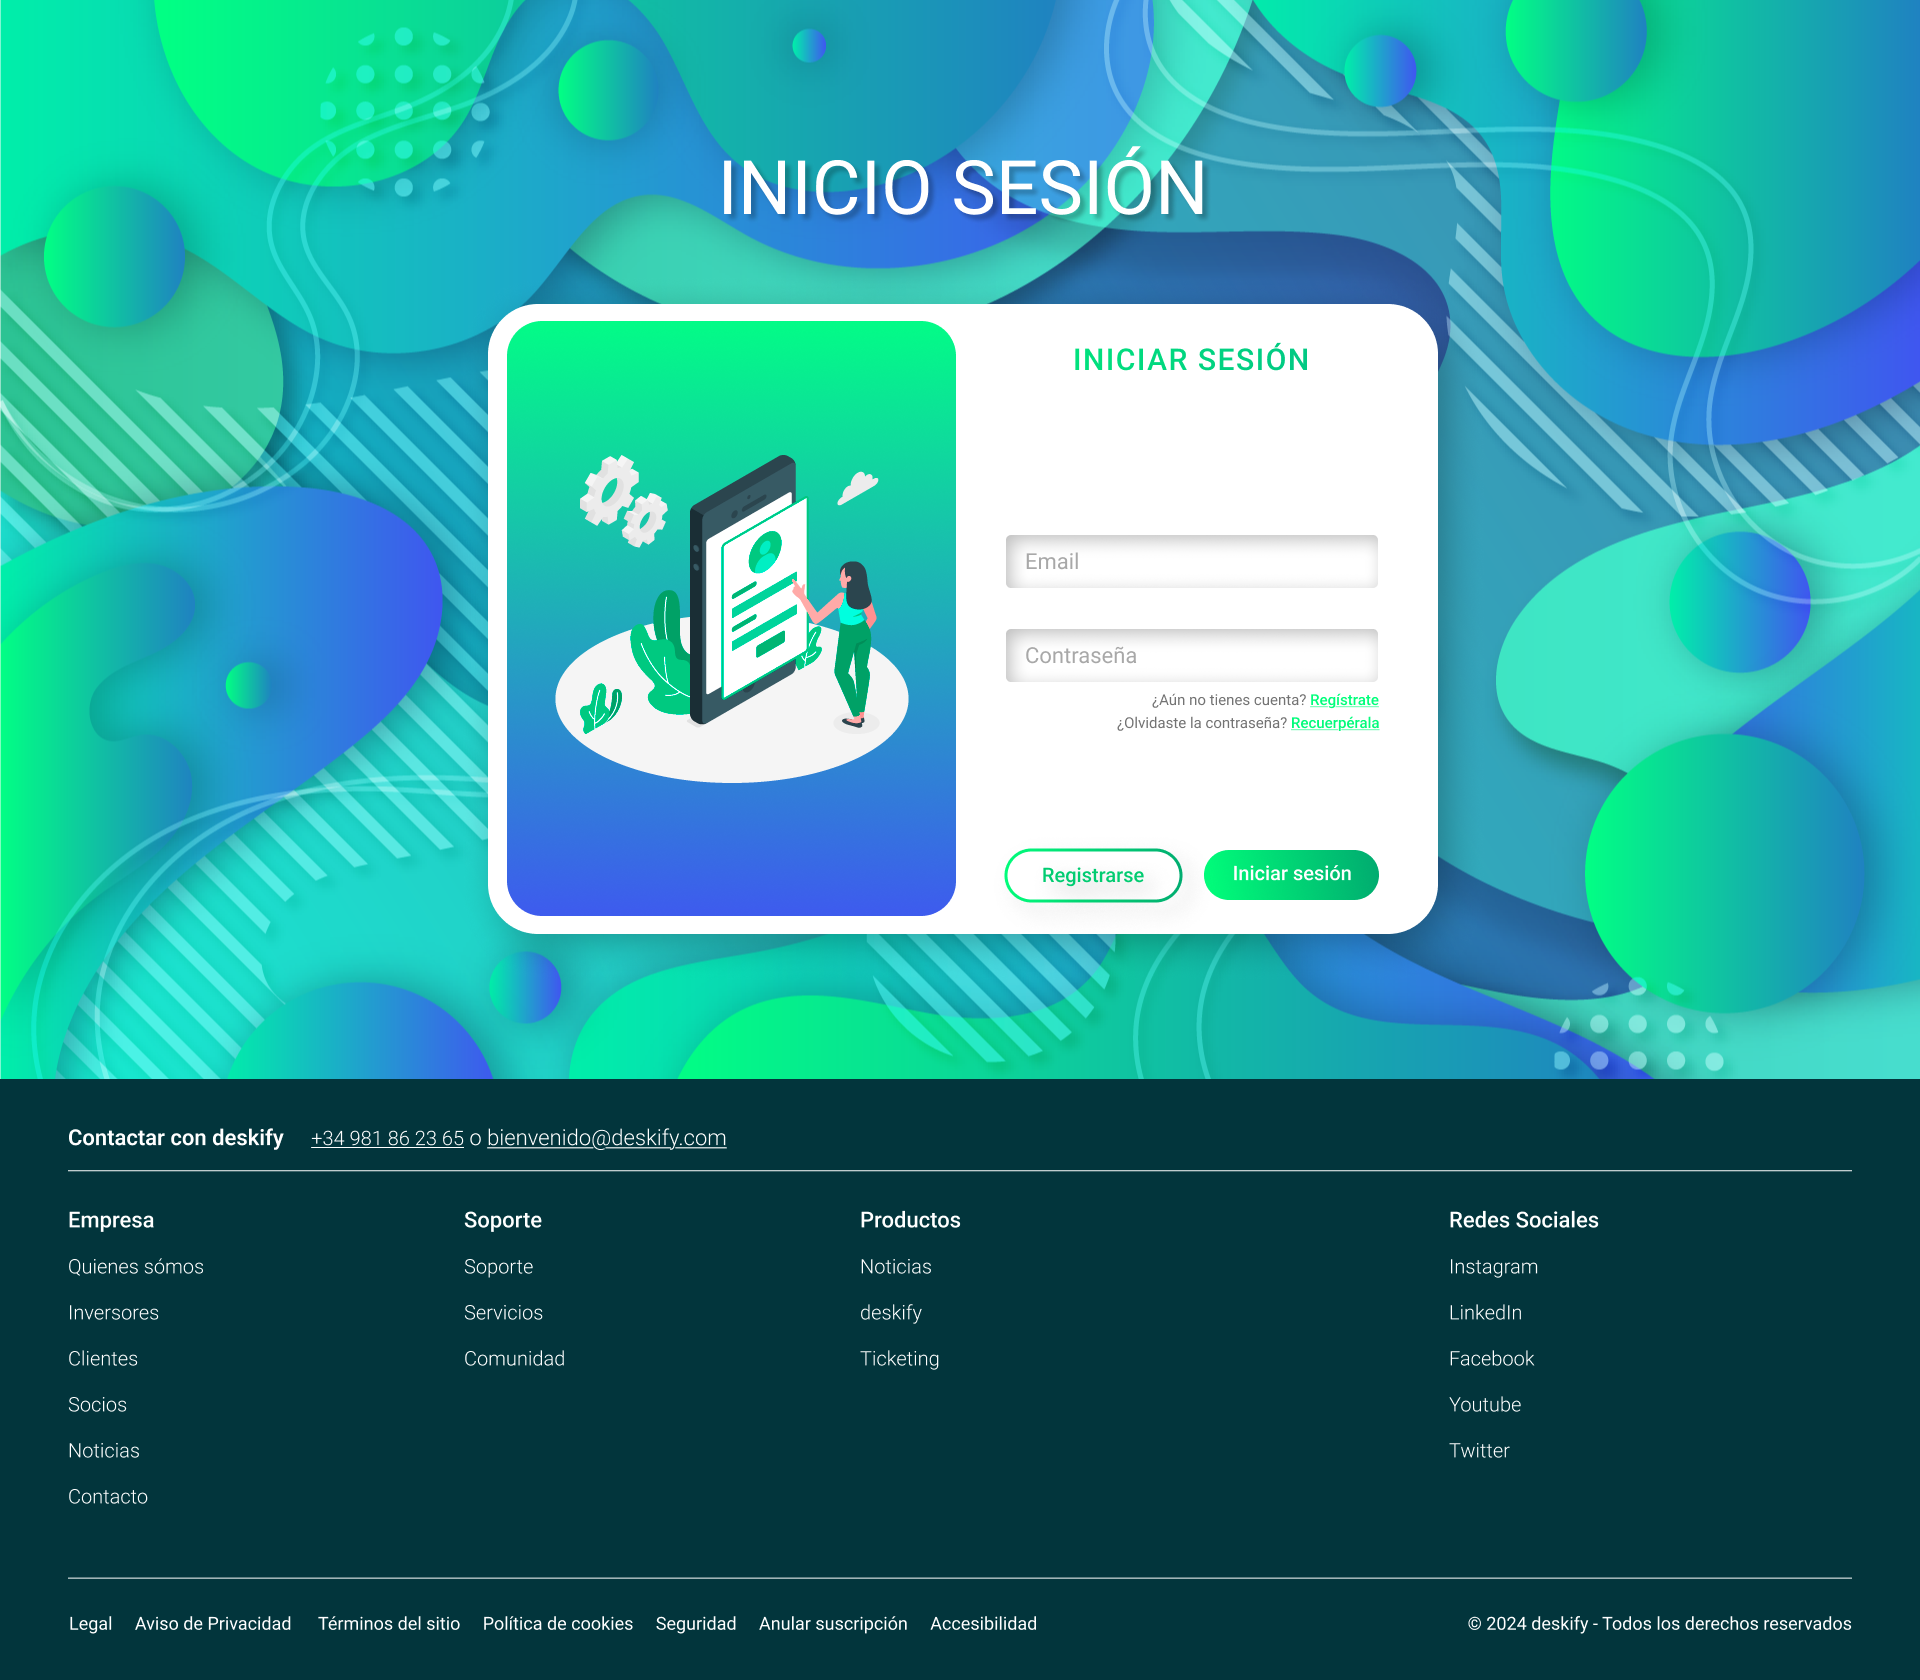 INICIO SESIÓN
INICIAR SESIÓN
Email
Contraseña
¿Aún no tienes cuenta? Regístrate
¿Olvidaste la contraseña? Recuerpérala
Registrarse
Iniciar sesión
Contactar con deskify +34 981 86 23 65 o bienvenido@deskify.com
Empresa
Quienes sómos
Inversores
Clientes
Socios
Noticias
Contacto
Soporte
Soporte
Servicios
Comunidad
Productos
Noticias
deskify
Ticketing
Redes Sociales
Instagram
LinkedIn
Facebook
Youtube
Twitter
Legal Aviso de Privacidad Términos del sitio Política de cookies Seguridad Anular suscripción Accesibilidad
© 2024 deskify - Todos los derechos reservados